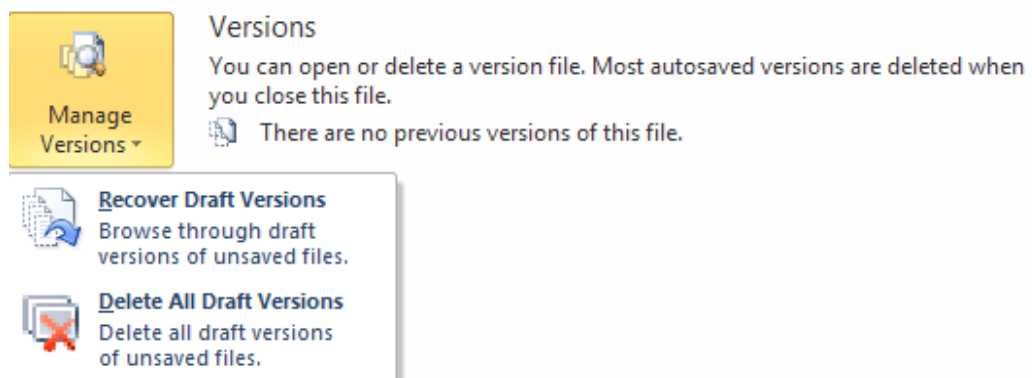 Manage
Versions
Versions
You can open or delete a version file. Most autosaved versions are deleted when
you close this file.
There are no previous versions of this file.
Recover Draft Versions
Browse through draft
versions of unsaved files.
Delete All Draft Versions
Delete all draft versions
of unsaved files.